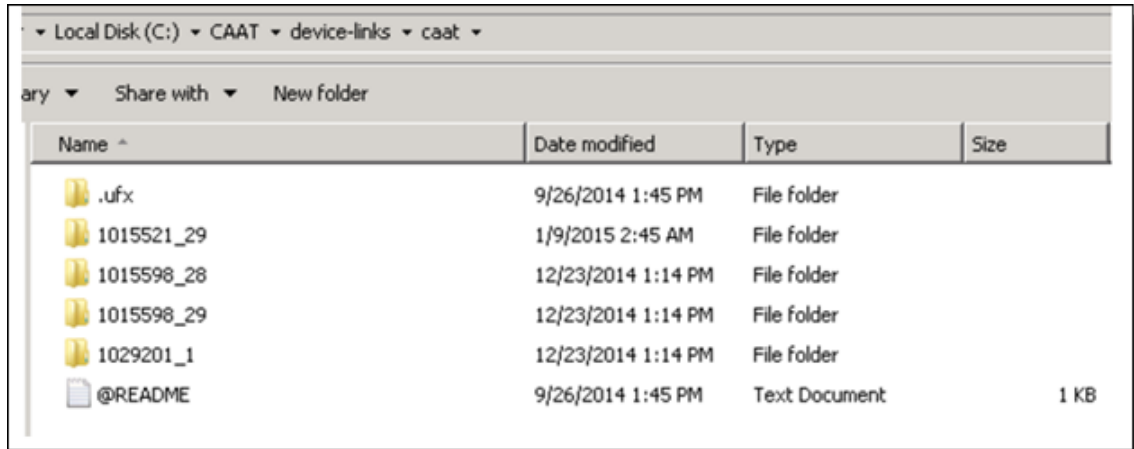 Local Disk (C:) CAAT device-links caat
ary Share with New folder
Name Date modified Type Size
.ufx 9/26/2014 1:45 PM File folder
1015521_29 1/9/2015 2:45 AM File folder
1015598_28 12/23/2014 1:14 PM File folder
1015598_29 12/23/2014 1:14 PM File folder
1029201_1 12/23/2014 1:14 PM File folder
@README 9/26/2014 1:45 PM Text Document 1 KB